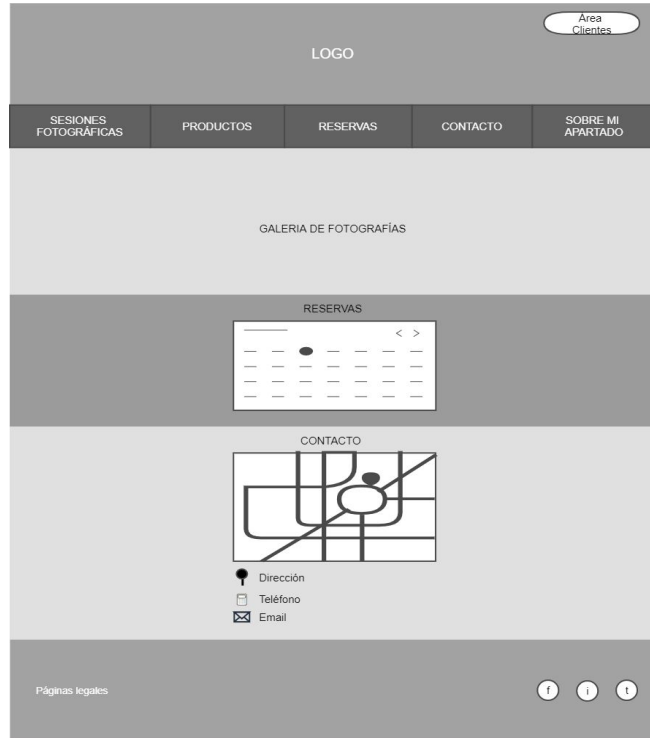 Área
Clientes
LOGO
SESIONES
FOTOGRÁFICAS
PRODUCTOS
RESERVAS
CONTACTO
SOBRE MI
APARTADO
GALERIA DE FOTOGRAFÍAS
RESERVAS
< >
CONTACTO
Dirección
Teléfono
Email
Páginas legales
f
i
t